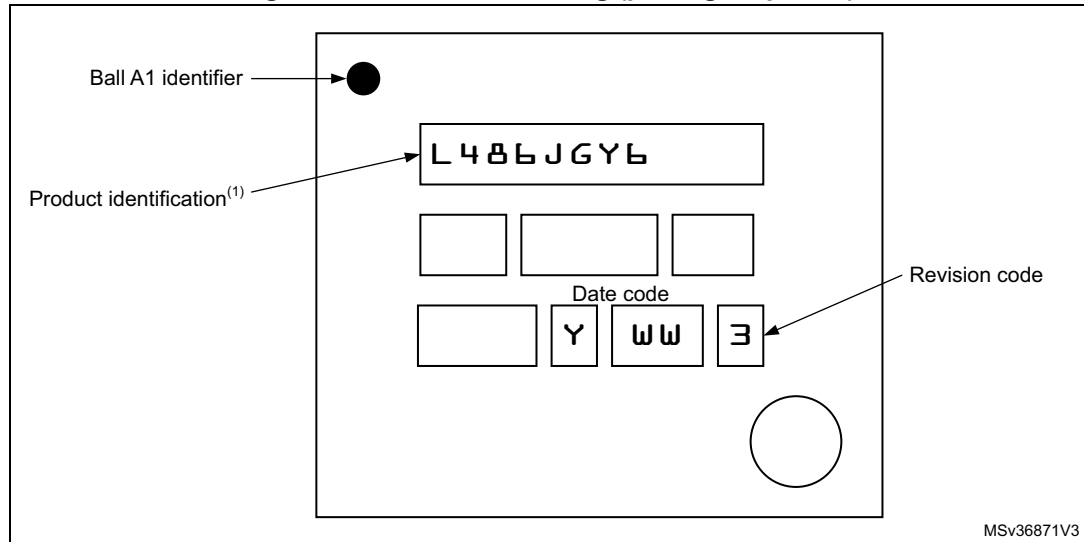 Ball A1 identifier
L486JGY6
Product identification(1)
Revision code
Date code
Y WW 3
MSv36871V3